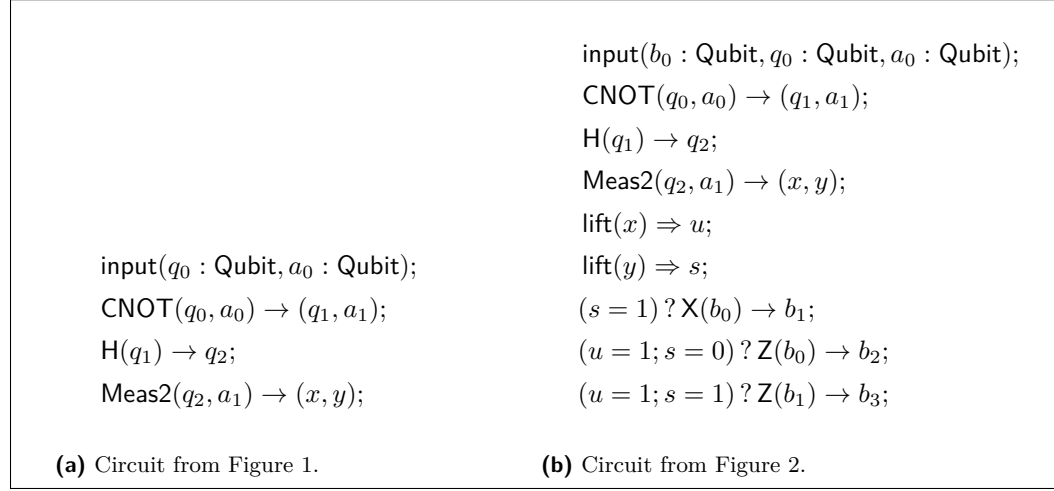 input(q₀ : Qubit, a₀ : Qubit);
CNOT(q₀, a₀) → (q₁, a₁);
H(q₁) → q₂;
Meas2(q₂, a₁) → (x, y);
(a) Circuit from Figure 1.
input(b₀ : Qubit, q₀ : Qubit, a₀ : Qubit);
CNOT(q₀, a₀) → (q₁, a₁);
H(q₁) → q₂;
Meas2(q₂, a₁) → (x, y);
lift(x) ⇒ u;
lift(y) ⇒ s;
(s = 1) ? X(b₀) → b₁;
(u = 1; s = 0) ? Z(b₀) → b₂;
(u = 1; s = 1) ? Z(b₁) → b₃;
(b) Circuit from Figure 2.